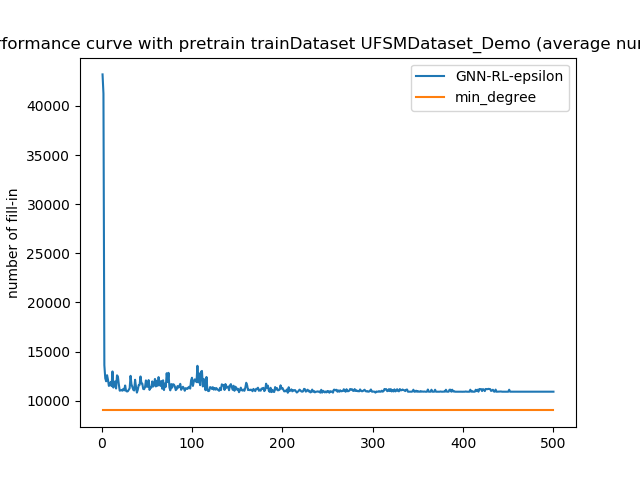 rformance curve with pretrain trainDataset UFSMDataset_Demo (average nu
GNN-RL-epsilon
min_degree
number of fill-in
40000
35000
30000
25000
20000
15000
10000
0 100 200 300 400 500